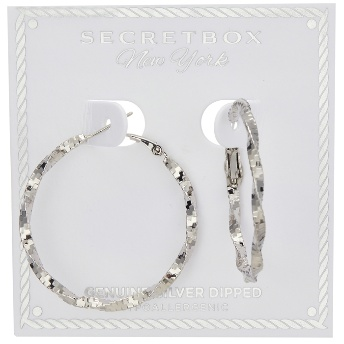 SECRETBOX
New York
GENUINE SILVER DIPPED